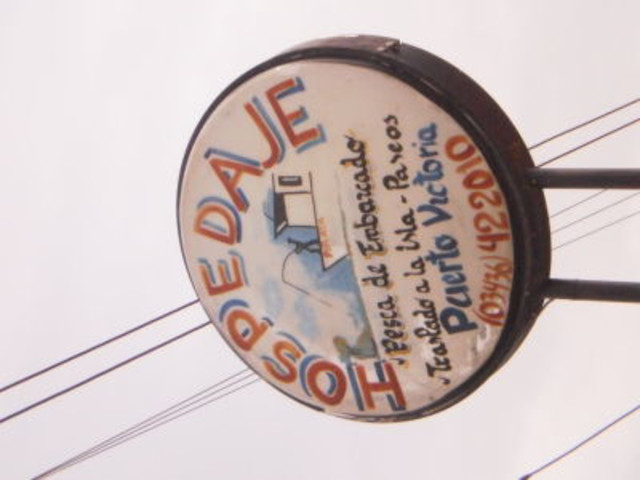 HOSPEDAJE
Pesca de Embarcado
Traslado a la isla - Paseos
Puerto Victoria
(03436) 422010